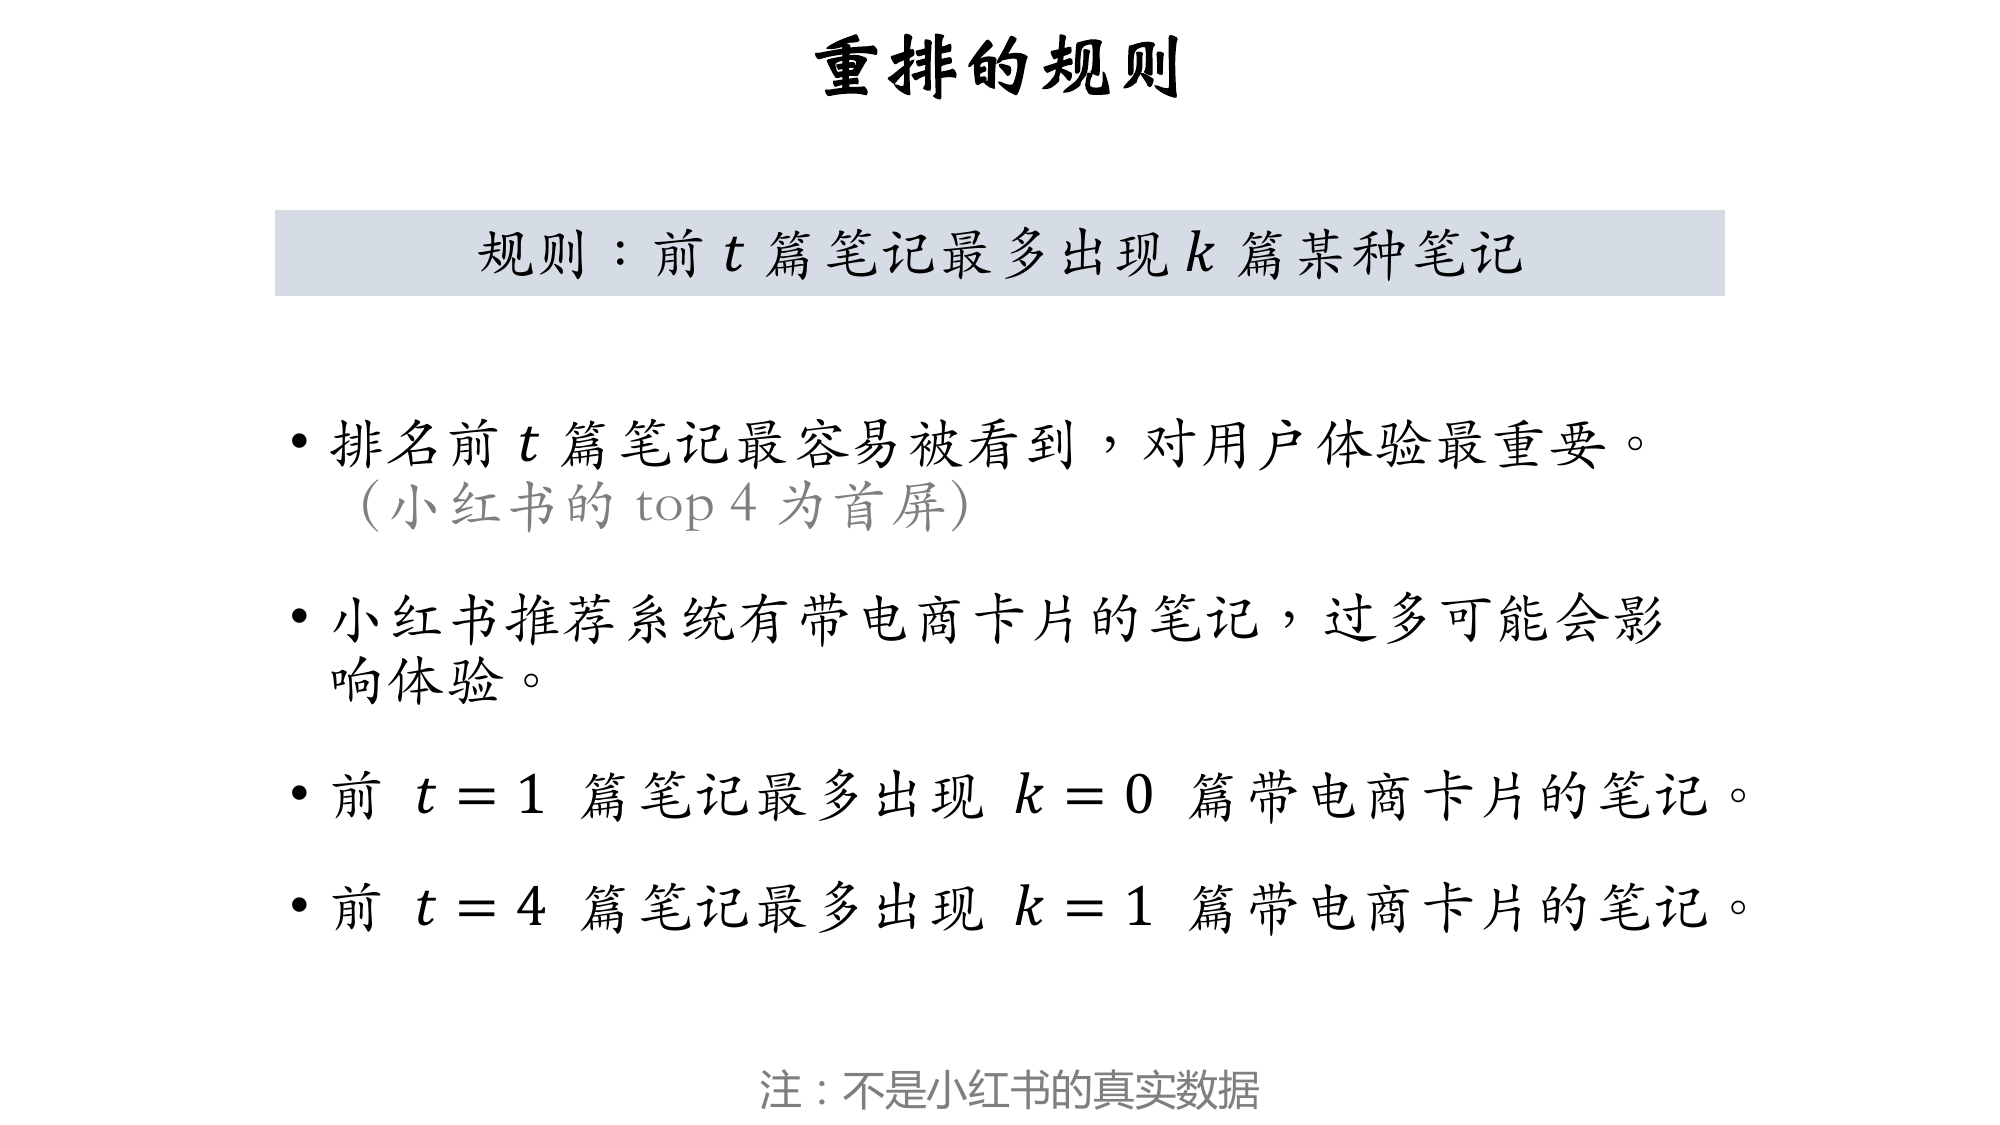 重排的规则
规则：前 t 篇笔记最多出现 k 篇某种笔记
• 排名前 t 篇笔记最容易被看到，对用户体验最重要。
（小红书的 top 4 为首屏）
• 小红书推荐系统有带电商卡片的笔记，过多可能会影
响体验。
• 前 t = 1 篇笔记最多出现 k = 0 篇带电商卡片的笔记。
• 前 t = 4 篇笔记最多出现 k = 1 篇带电商卡片的笔记。
注：不是小红书的真实数据